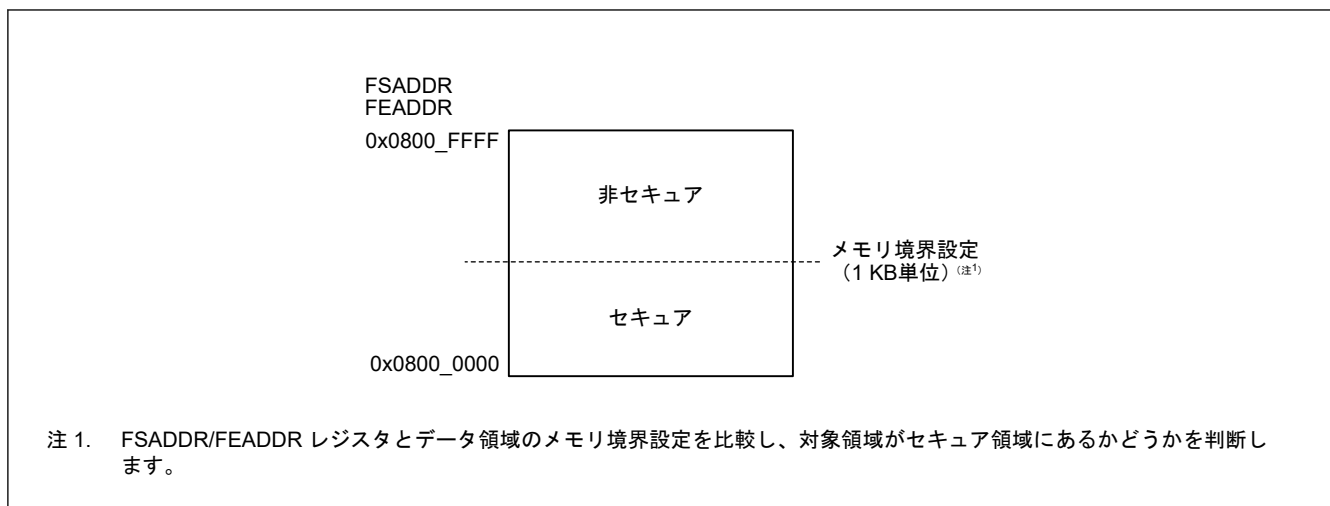 FSADDR
FEADDR
0x0800_FFFF
非セキュア
メモリ境界設定
（1 KB単位）(注1)
セキュア
0x0800_0000
注 1. FSADDR/FEADDR レジスタとデータ領域のメモリ境界設定を比較し、対象領域がセキュア領域にあるかどうかを判断し
ます。